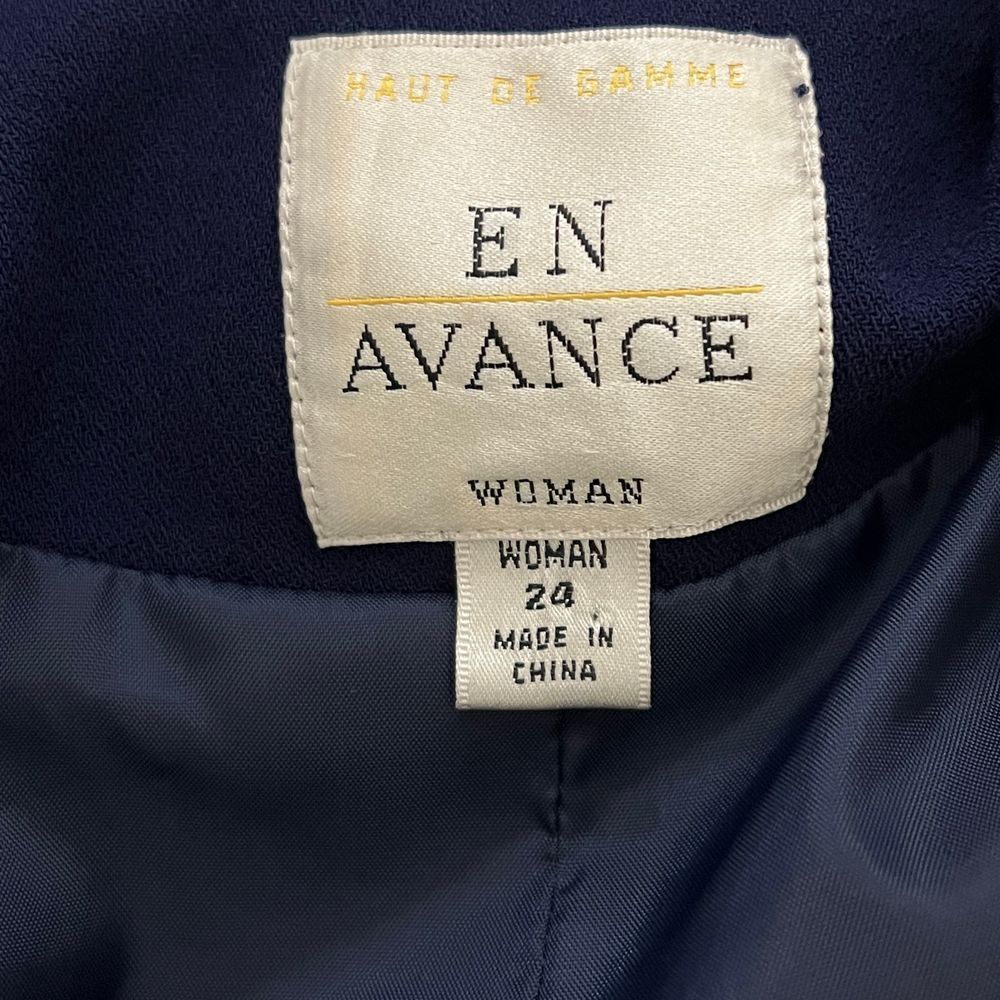 HAUT DE GAMME
EN
AVANCE
WOMAN
WOMAN
24
MADE IN
CHINA